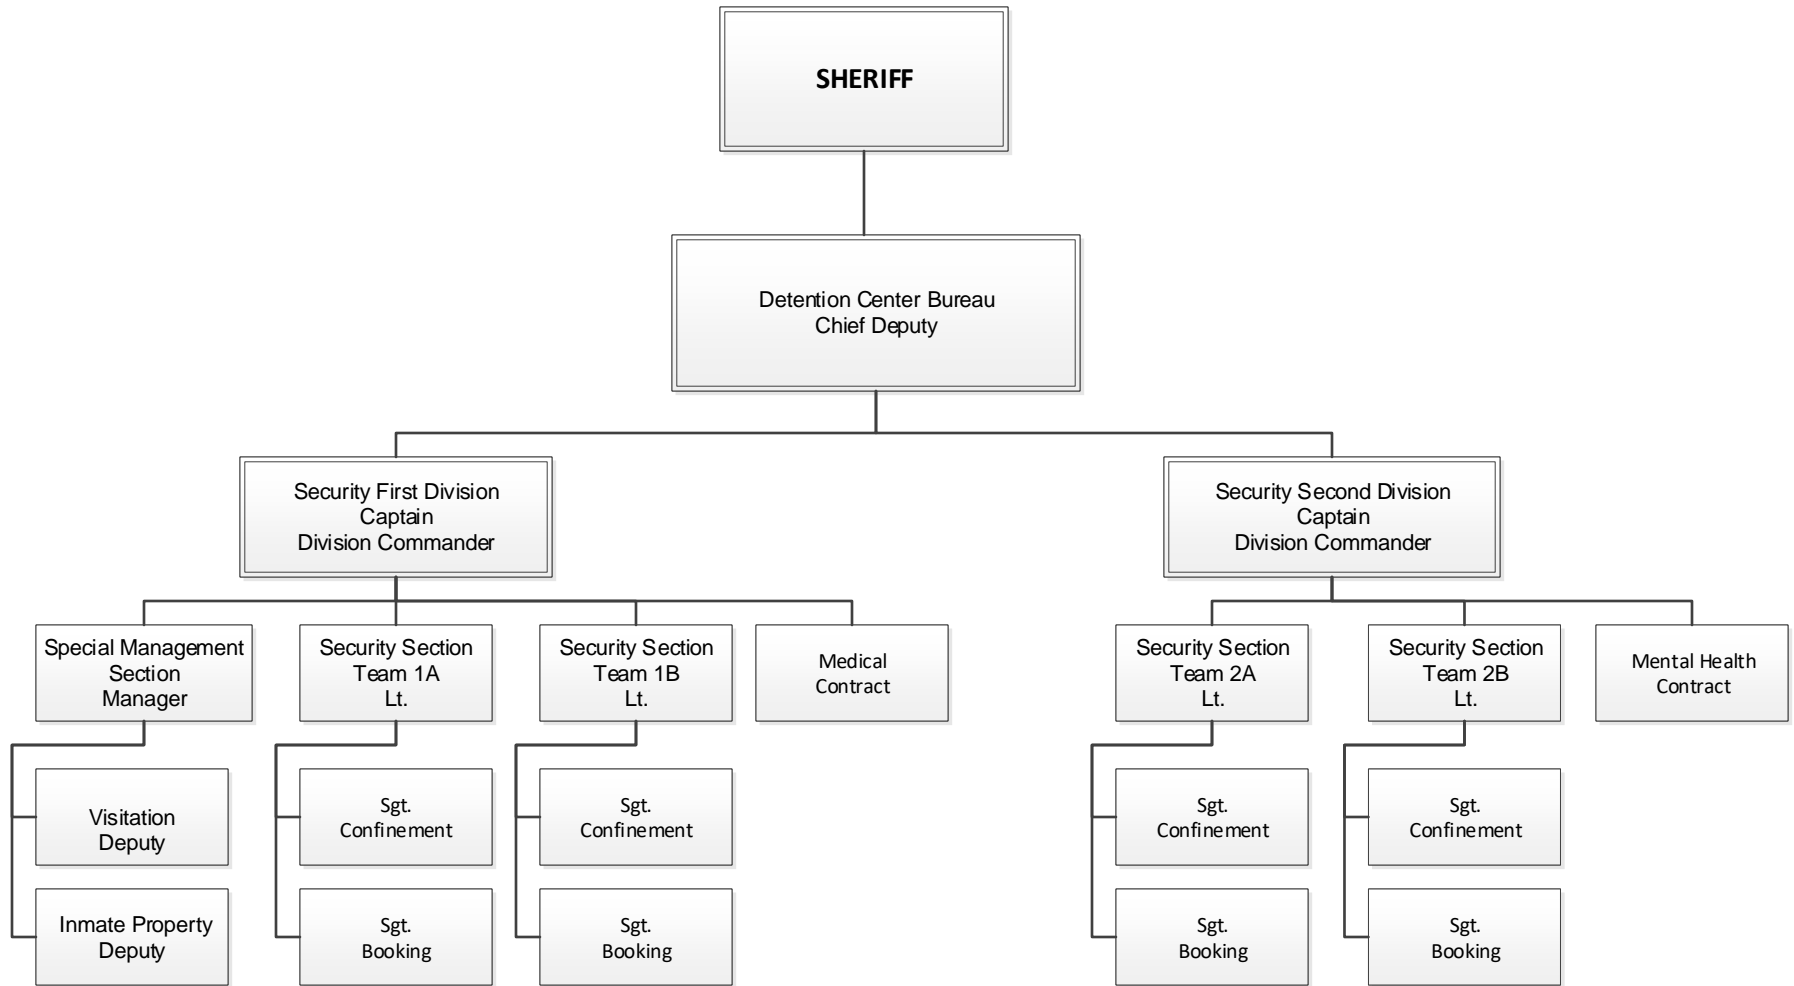 SHERIFF
Detention Center Bureau
Chief Deputy
Security First Division
Captain
Division Commander
Security Second Division
Captain
Division Commander
Special Management
Section
Manager
Security Section
Team 1A
Lt.
Security Section
Team 1B
Lt.
Medical
Contract
Security Section
Team 2A
Lt.
Security Section
Team 2B
Lt.
Mental Health
Contract
Visitation
Deputy
Sgt.
Confinement
Sgt.
Confinement
Sgt.
Confinement
Sgt.
Confinement
Inmate Property
Deputy
Sgt.
Booking
Sgt.
Booking
Sgt.
Booking
Sgt.
Booking